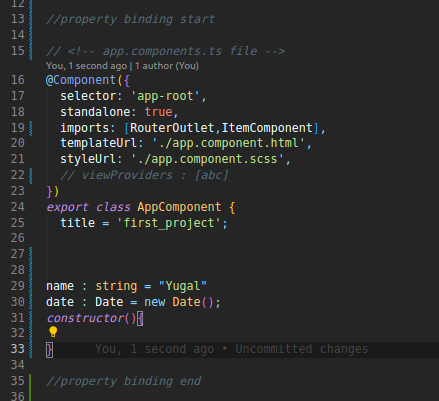 12
13 //property binding start
14
15 // <!-- app.components.ts file -->
You, 1 second ago | 1 author (You)
16 @Component({
17 selector: 'app-root',
18 standalone: true,
19 imports: [RouterOutlet,ItemComponent],
20 templateUrl: './app.component.html',
21 styleUrl: './app.component.scss',
22 // viewProviders : [abc]
23 })
24 export class AppComponent {
25 title = 'first_project';
26
27
28
29 name : string = "Yugal"
30 date : Date = new Date();
31 constructor(){
32
33 } You, 1 second ago • Uncommitted changes
34
35 //property binding end
36